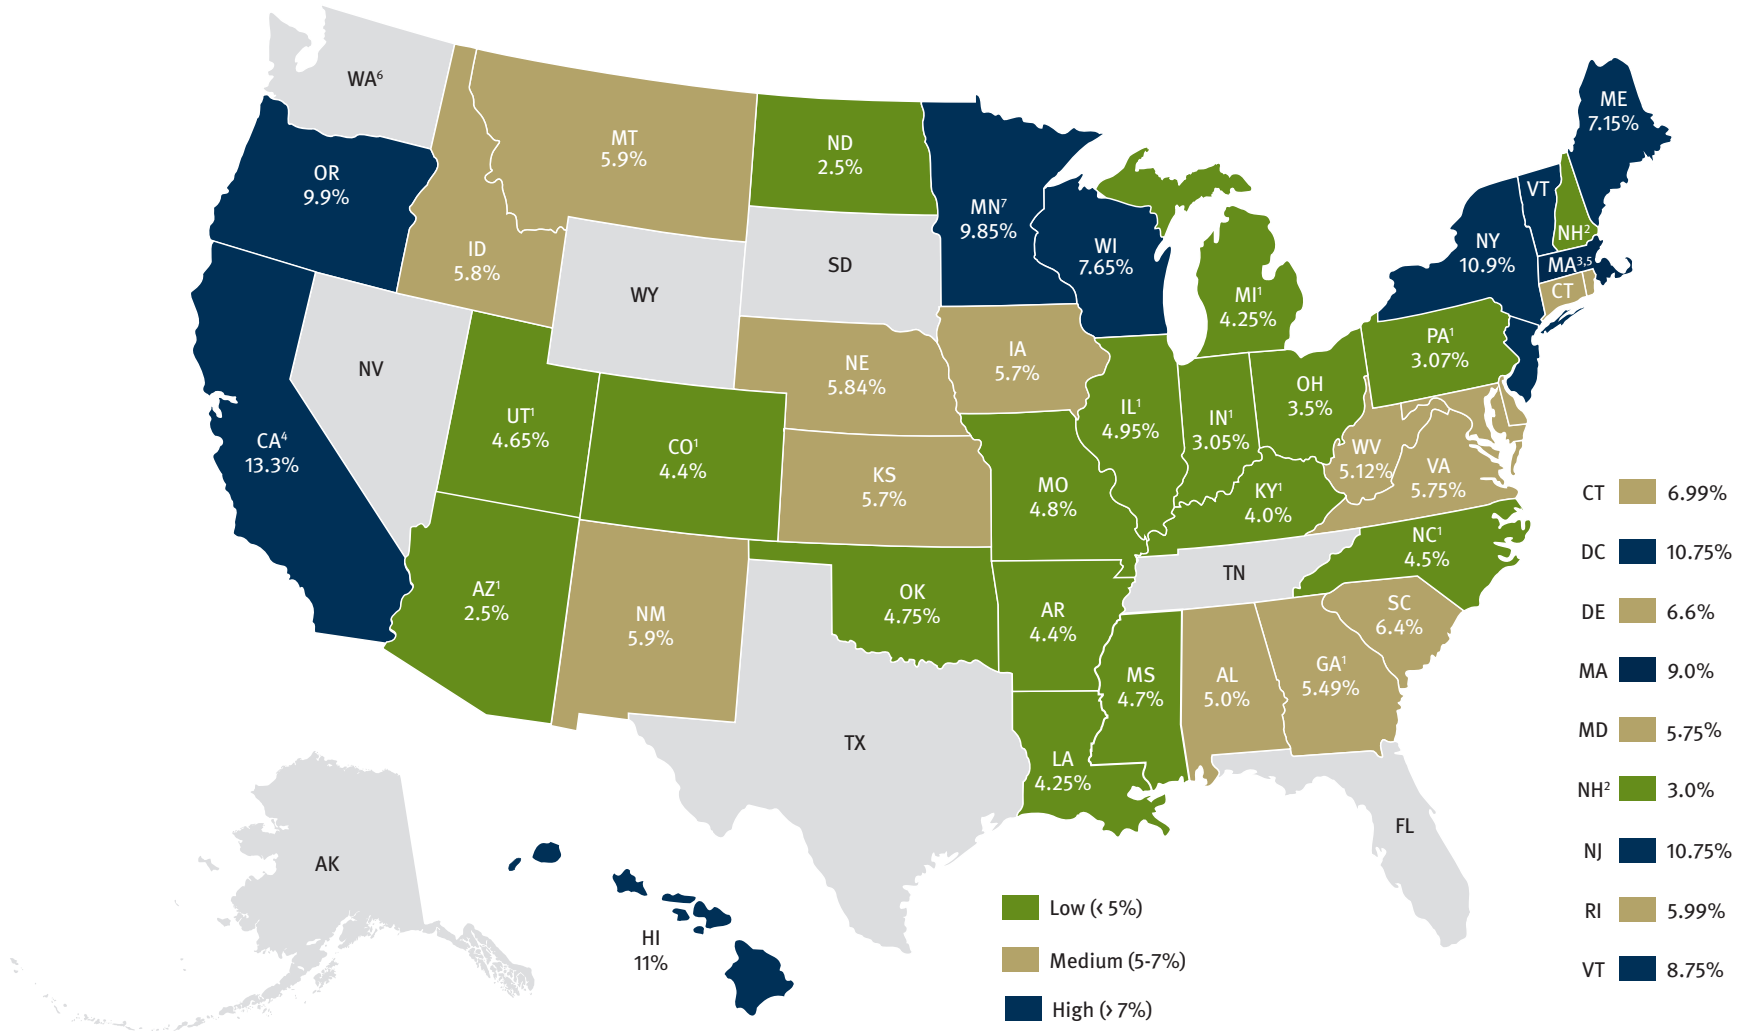 WA⁶
OR
9.9%
CA⁴
13.3%
NV
ID
5.8%
MT
5.9%
WY
UT¹
4.65%
AZ¹
2.5%
CO¹
4.4%
NM
5.9%
ND
2.5%
SD
NE
5.84%
KS
5.7%
OK
4.75%
TX
MN⁷
9.85%
IA
5.7%
MO
4.8%
AR
4.4%
LA
4.25%
WI
7.65%
IL¹
4.95%
MI¹
4.25%
IN¹
3.05%
OH
3.5%
KY¹
4.0%
TN
MS
4.7%
AL
5.0%
GA¹
5.49%
FL
SC
6.4%
NC¹
4.5%
WV
5.12%
VA
5.75%
PA¹
3.07%
NY
10.9%
VT
NH²
ME
7.15%
MA³,⁵
CT
AK
HI
11%
Low (< 5%)
Medium (5-7%)
High (> 7%)
CT 6.99%
DC 10.75%
DE 6.6%
MA 9.0%
MD 5.75%
NH² 3.0%
NJ 10.75%
RI 5.99%
VT 8.75%